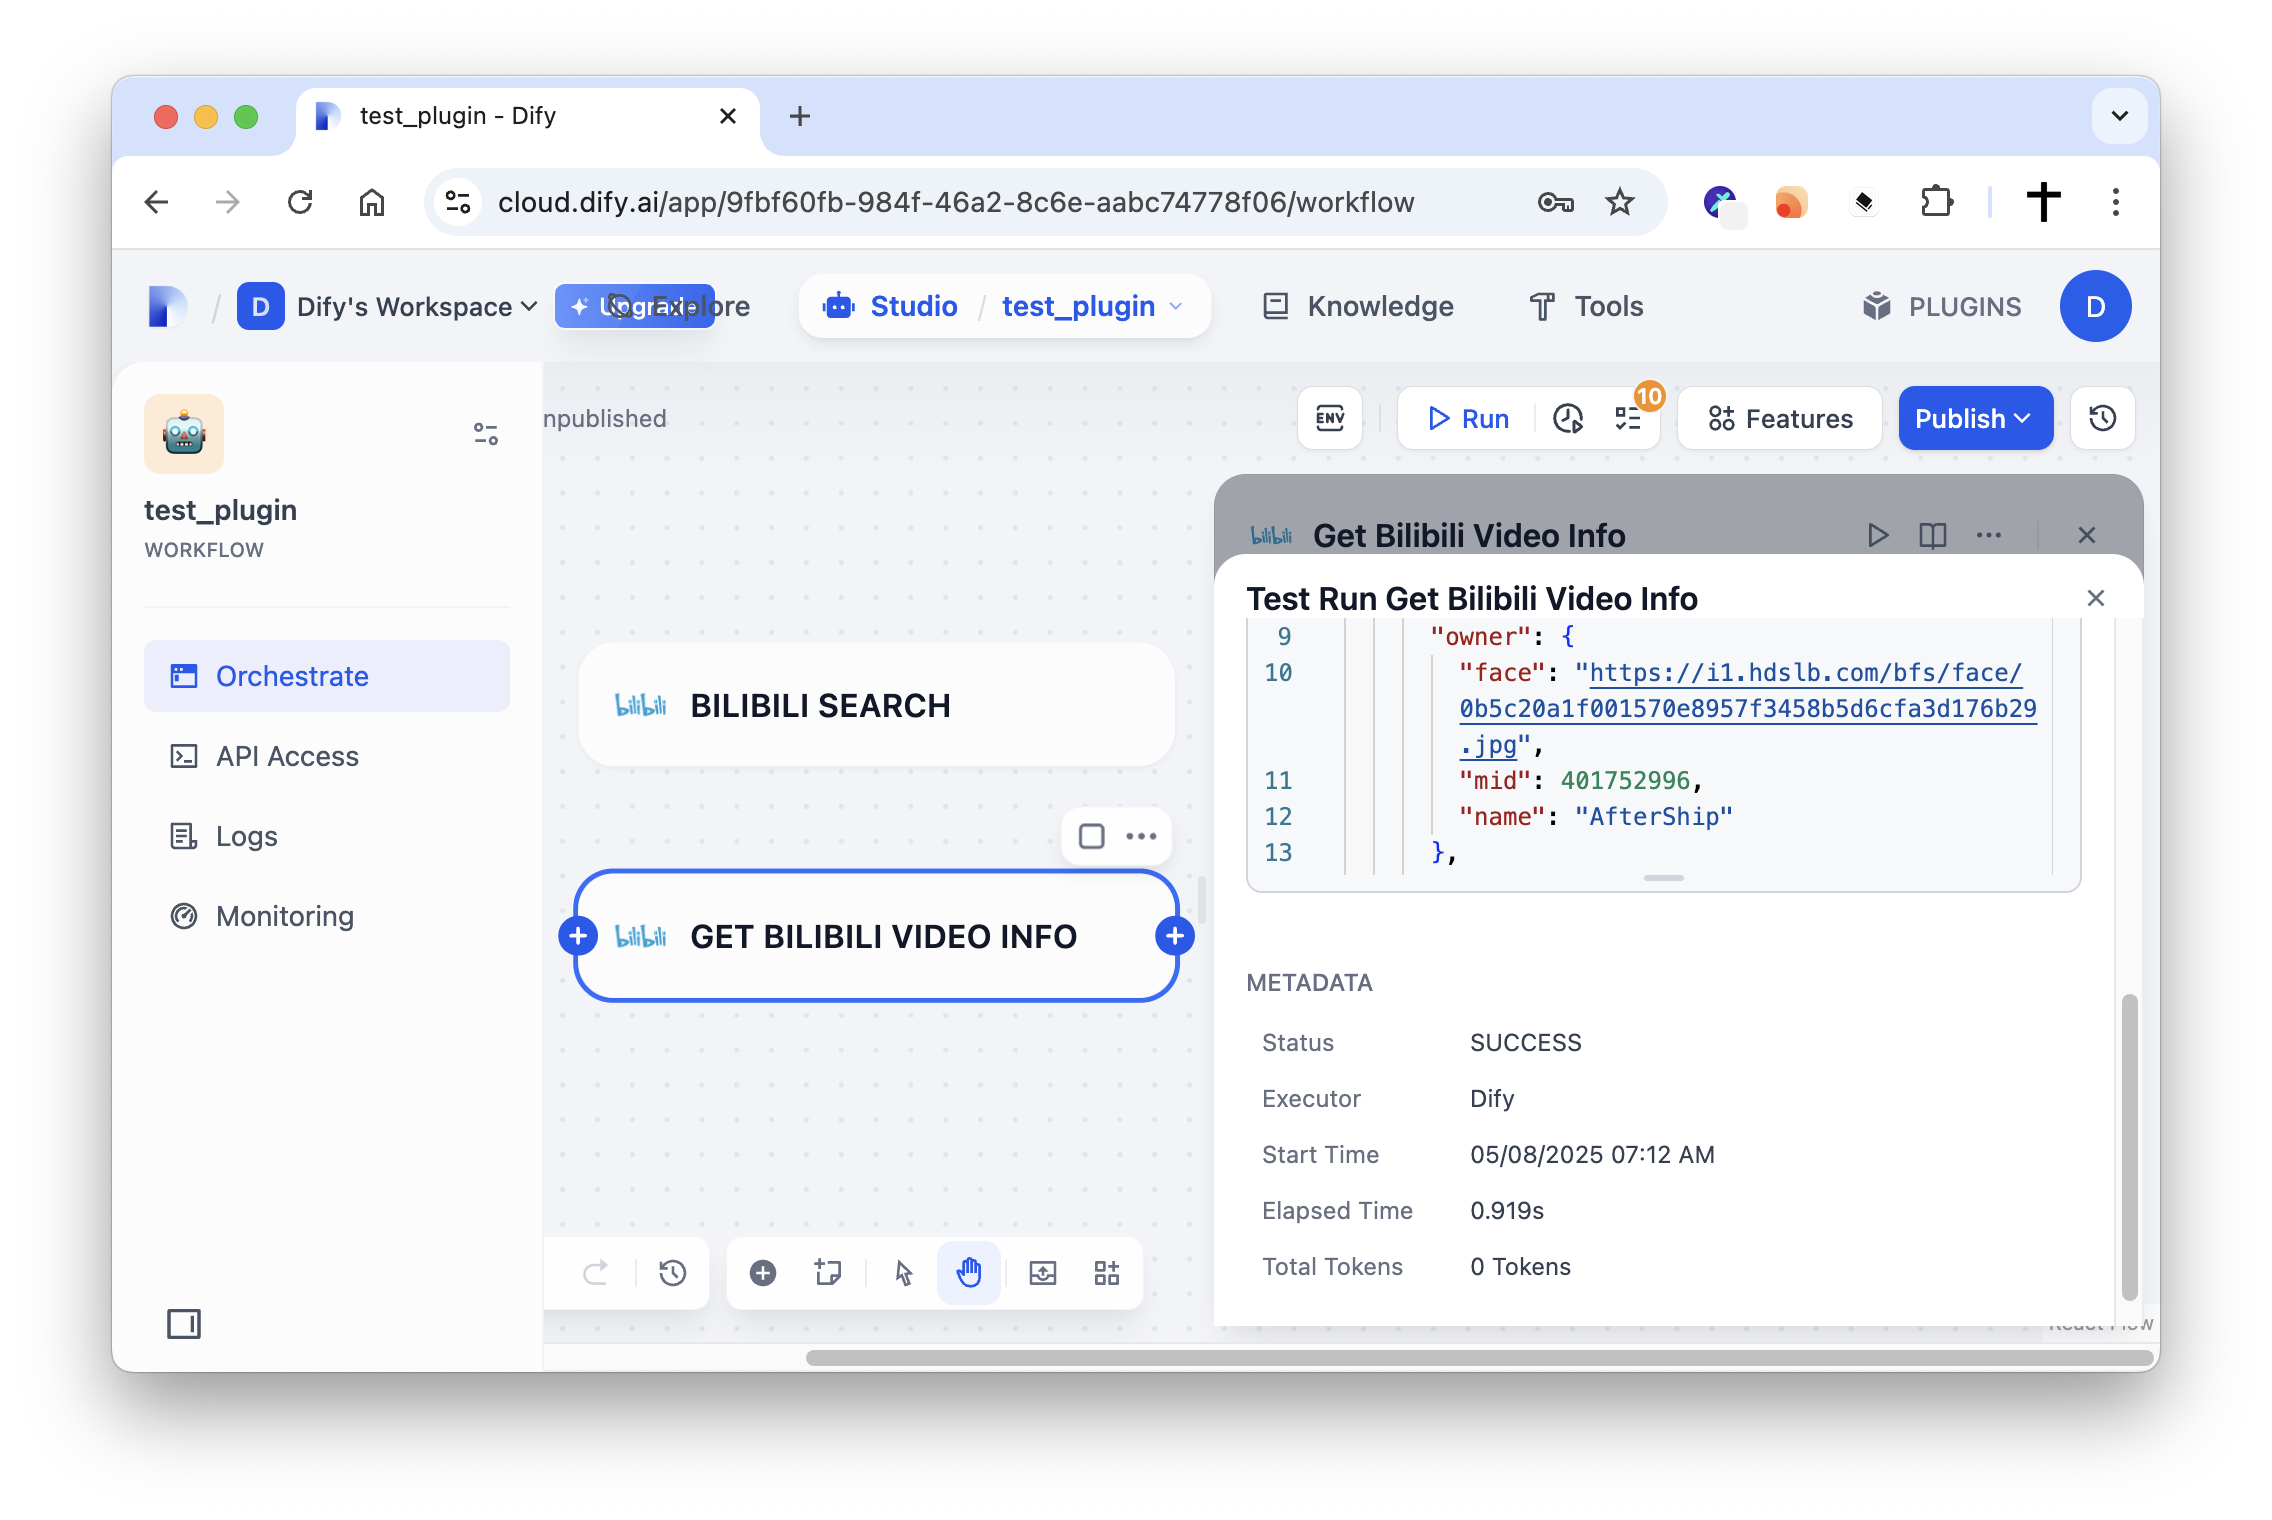 test_plugin - Dify
cloud.dify.ai/app/9fbf60fb-984f-46a2-8c6e-aabc74778f06/workflow
D
Dify's Workspace
Upgrade
Explore
Studio / test_plugin
Knowledge
Tools
PLUGINS
D
test_plugin
WORKFLOW
Orchestrate
API Access
Logs
Monitoring
npublished
ENV
Run
10
Features
Publish
bilibili
BILIBILI SEARCH
bilibili
GET BILIBILI VIDEO INFO
bilibili
Get Bilibili Video Info
Test Run Get Bilibili Video Info
9 "owner": {
10 "face": "https://i1.hdslb.com/bfs/face/
0b5c20a1f001570e8957f3458b5d6cfa3d176b29
.jpg",
11 "mid": 401752996,
12 "name": "AfterShip"
13 },
METADATA
Status SUCCESS
Executor Dify
Start Time 05/08/2025 07:12 AM
Elapsed Time 0.919s
Total Tokens 0 Tokens
React Flow